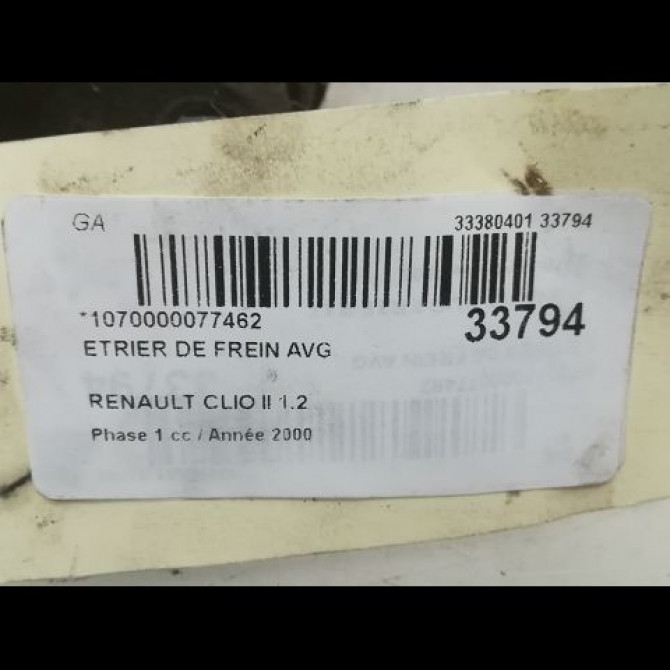 GA 33380401 33794
*1070000077462 33794
ETRIER DE FREIN AVG
RENAULT CLIO II 1.2
Phase 1 cc / Année 2000